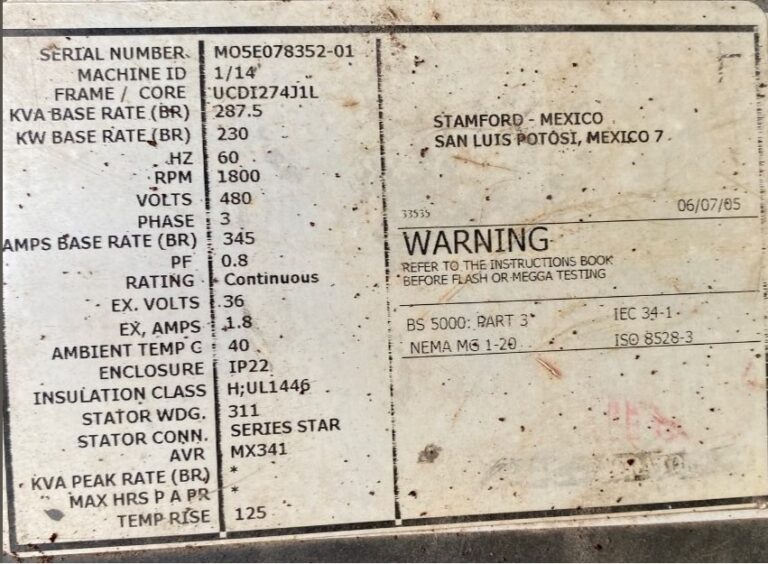 SERIAL NUMBER MO5E078352-01
MACHINE ID 1/14
FRAME / CORE UCDI274J1L
KVA BASE RATE (BR) 287.5
KW BASE RATE (BR) 230
HZ 60
RPM 1800
VOLTS 480
PHASE 3
AMPS BASE RATE (BR) 345
PF 0.8
RATING Continuous
EX. VOLTS 36
EX, AMPS 1.8
AMBIENT TEMP C 40
ENCLOSURE IP22
INSULATION CLASS H;UL1446
STATOR WDG. 311
STATOR CONN. SERIES STAR
AVR MX341
KVA PEAK RATE (BR) *
MAX HRS P A PR *
TEMP RISE 125
STAMFORD - MEXICO
SAN LUIS POTOSI, MEXICO 7
33535 06/07/05
WARNING
REFER TO THE INSTRUCTIONS BOOK
BEFORE FLASH OR MEGGA TESTING
BS 5000: PART 3 IEC 34-1
NEMA MG 1-20 ISO 8528-3